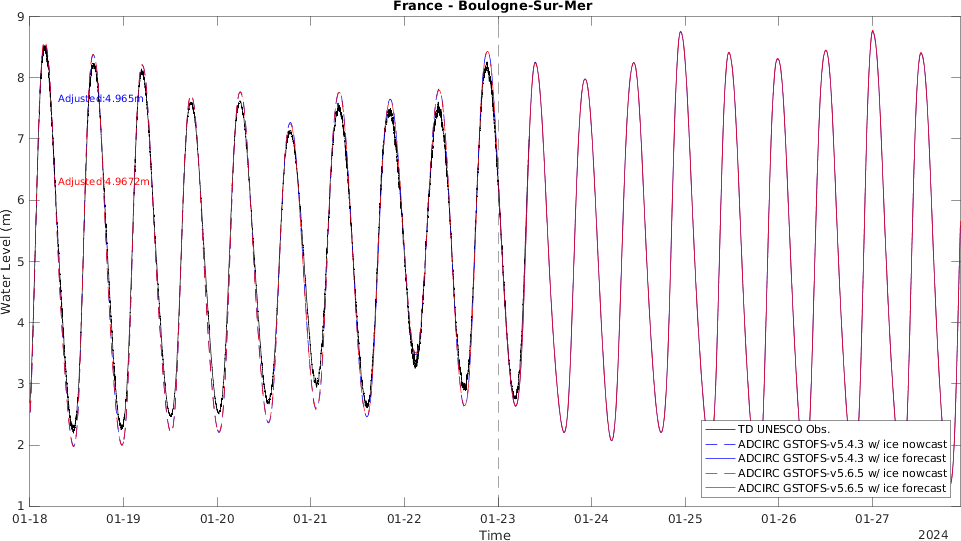 France - Boulogne-Sur-Mer
9
8
7
6
5
4
3
2
1
Water Level (m)
Adjusted:4.965m
Adjusted:4.9672m
TD UNESCO Obs.
ADCIRC GSTOFS-v5.4.3 w/ ice nowcast
ADCIRC GSTOFS-v5.4.3 w/ ice forecast
ADCIRC GSTOFS-v5.6.5 w/ ice nowcast
ADCIRC GSTOFS-v5.6.5 w/ ice forecast
01-18 01-19 01-20 01-21 01-22 01-23 01-24 01-25 01-26 01-27
Time
2024